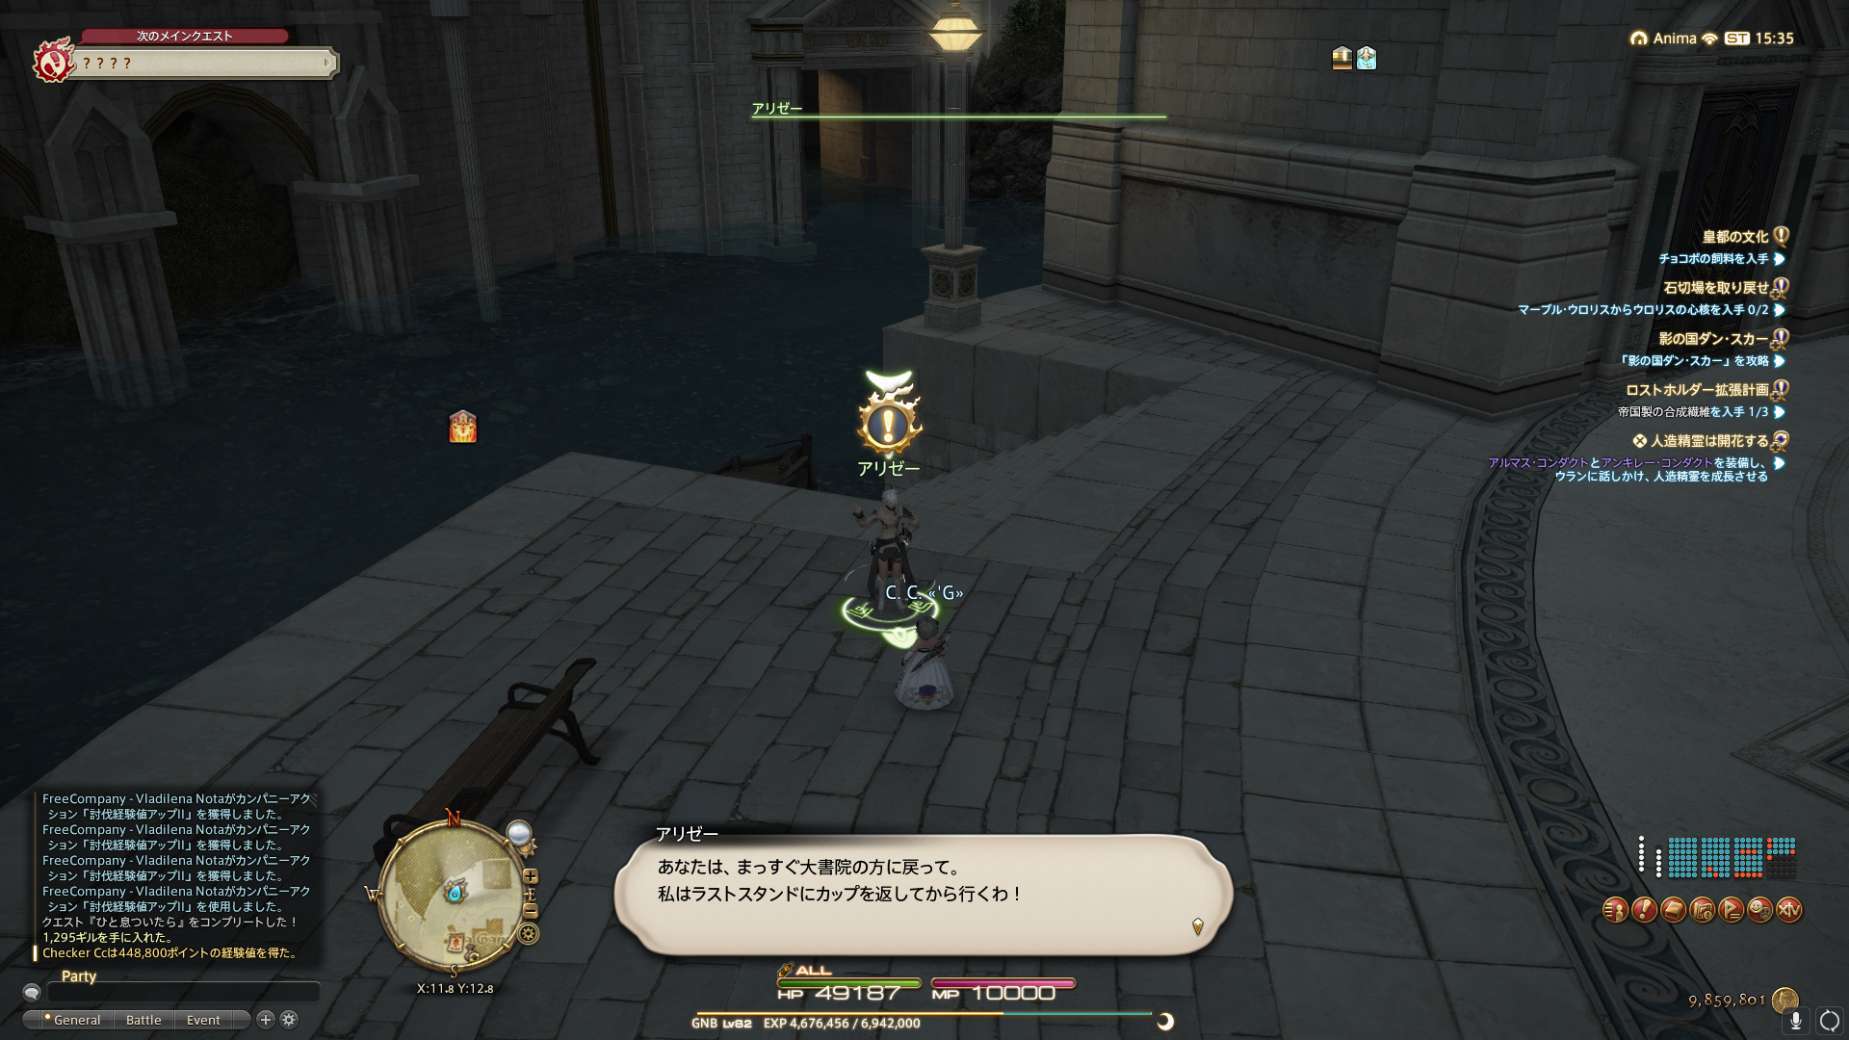 次のメインクエスト
????
Anima ST 15:35
アリゼー
皇都の文化
チョコボの飼料を入手
石切場を取り戻せ
マーブル・ウロリスからウロリスの心核を入手 0/2
影の国ダン・スカー
「影の国ダン・スカー」を攻略
ロストホルダー拡張計画
帝国製の合成繊維を入手 1/3
人造精霊は開花する
アルマス・コンダクトとアンキレー・コンダクトを装備し、
ウランに話しかけ、人造精霊を成長させる
アリゼー
C. C. «'G»
FreeCompany - Vladilena Notaがカンパニーアク
ション「討伐経験値アップII」を獲得しました。
FreeCompany - Vladilena Notaがカンパニーアク
ション「討伐経験値アップII」を獲得しました。
FreeCompany - Vladilena Notaがカンパニーアク
ション「討伐経験値アップII」を獲得しました。
FreeCompany - Vladilena Notaがカンパニーアク
ション「討伐経験値アップII」を使用しました。
クエスト『ひと息ついたら』をコンプリートした！
1,295ギルを手に入れた。
Checker Ccは448,800ポイントの経験値を得た。
Party
General Battle Event
N
W
E
S
X:11.8 Y:12.8
アリゼー
あなたは、まっすぐ大書院の方に戻って。
私はラストスタンドにカップを返してから行くわ！
ALL
HP 49187 MP 10000
GNB Lv82 EXP 4,676,456 / 6,942,000
XIV
9,859,801